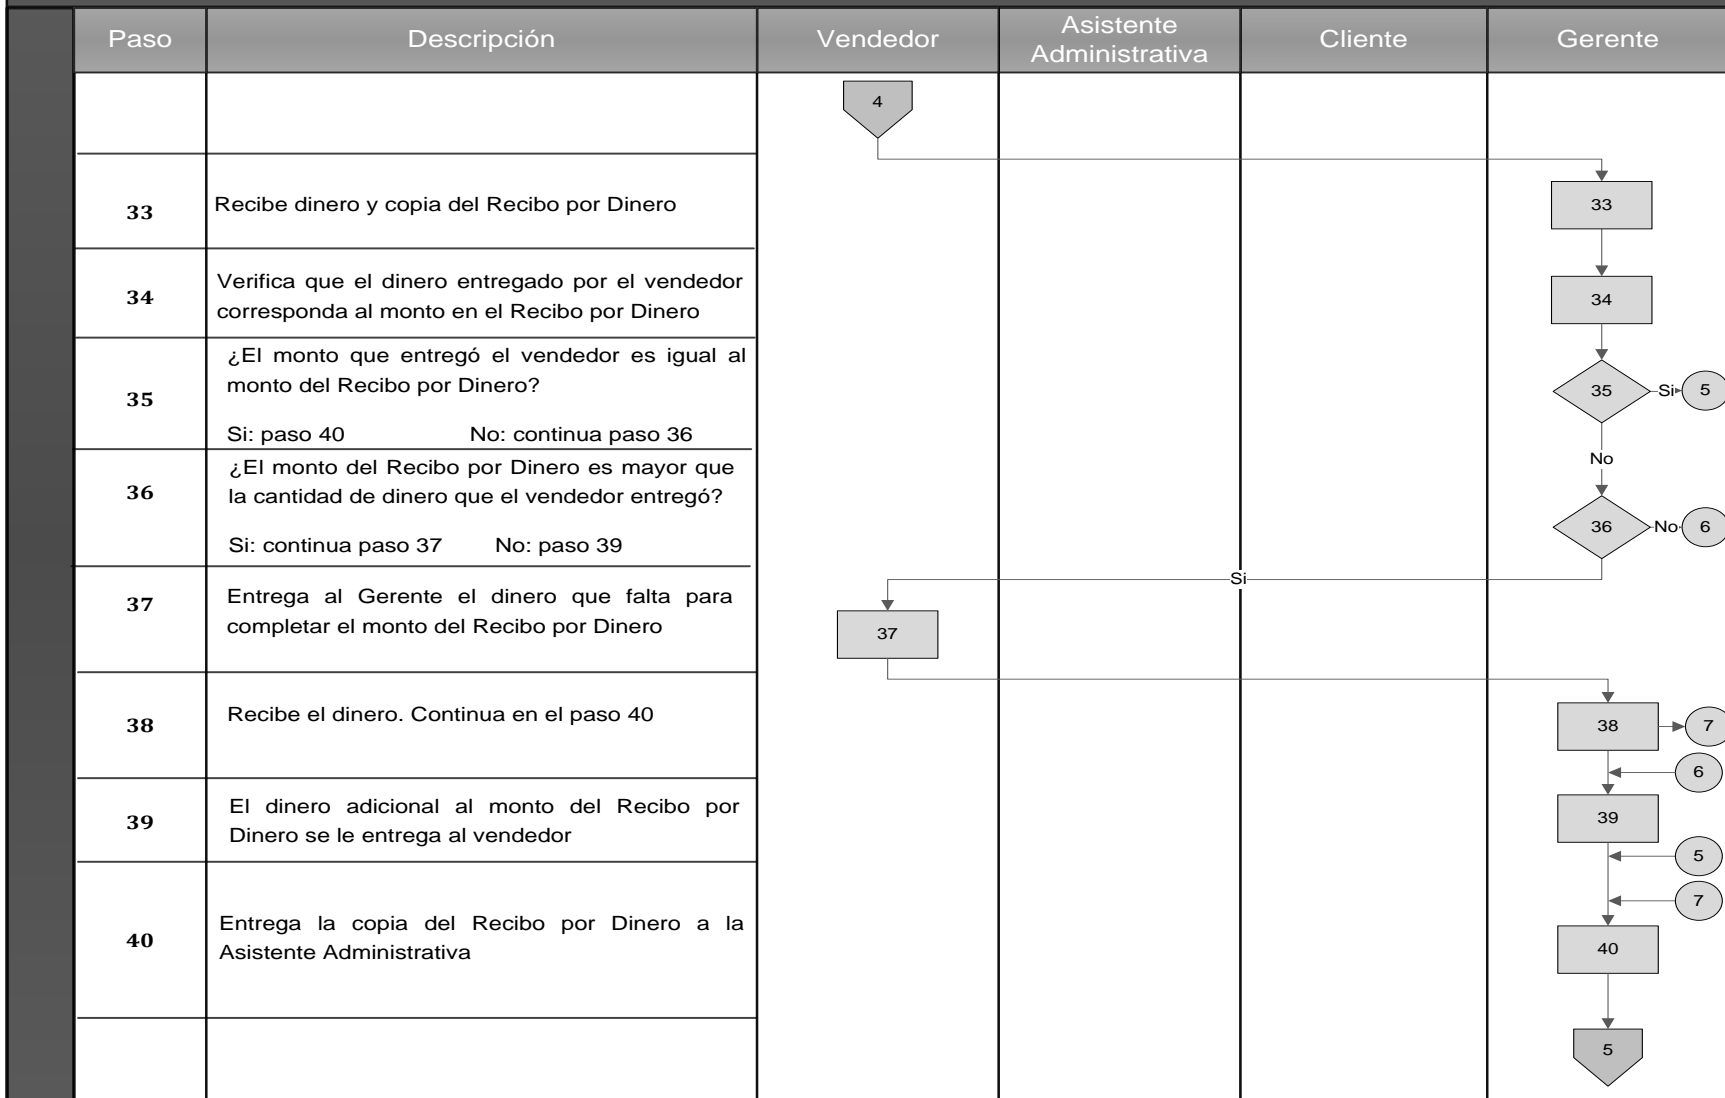 Paso
Descripción
Vendedor
Asistente
Administrativa
Cliente
Gerente
4
33
Recibe dinero y copia del Recibo por Dinero
33
34
Verifica que el dinero entregado por el vendedor
corresponda al monto en el Recibo por Dinero
34
35
¿El monto que entregó el vendedor es igual al
monto del Recibo por Dinero?
Si: paso 40 No: continua paso 36
35
Si
5
No
36
¿El monto del Recibo por Dinero es mayor que
la cantidad de dinero que el vendedor entregó?
Si: continua paso 37 No: paso 39
36
No
6
Si
37
Entrega al Gerente el dinero que falta para
completar el monto del Recibo por Dinero
37
38
Recibe el dinero. Continua en el paso 40
38
7
6
39
El dinero adicional al monto del Recibo por
Dinero se le entrega al vendedor
39
5
7
40
Entrega la copia del Recibo por Dinero a la
Asistente Administrativa
40
5